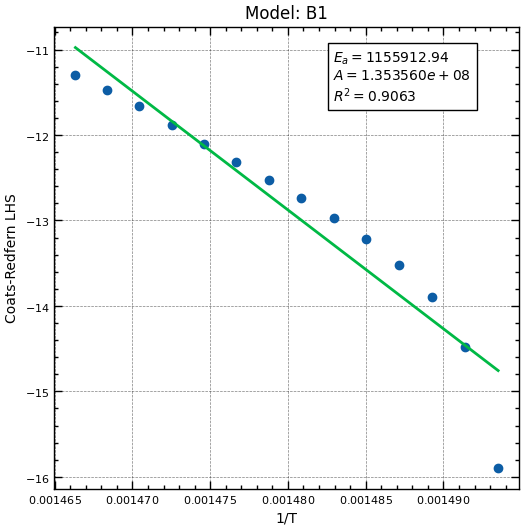 Model: B1
E_a = 1155912.94
A = 1.353560e + 08
R^2 = 0.9063
Coats-Redfern LHS
−11
−12
−13
−14
−15
−16
0.001465 0.001470 0.001475 0.001480 0.001485 0.001490
1/T